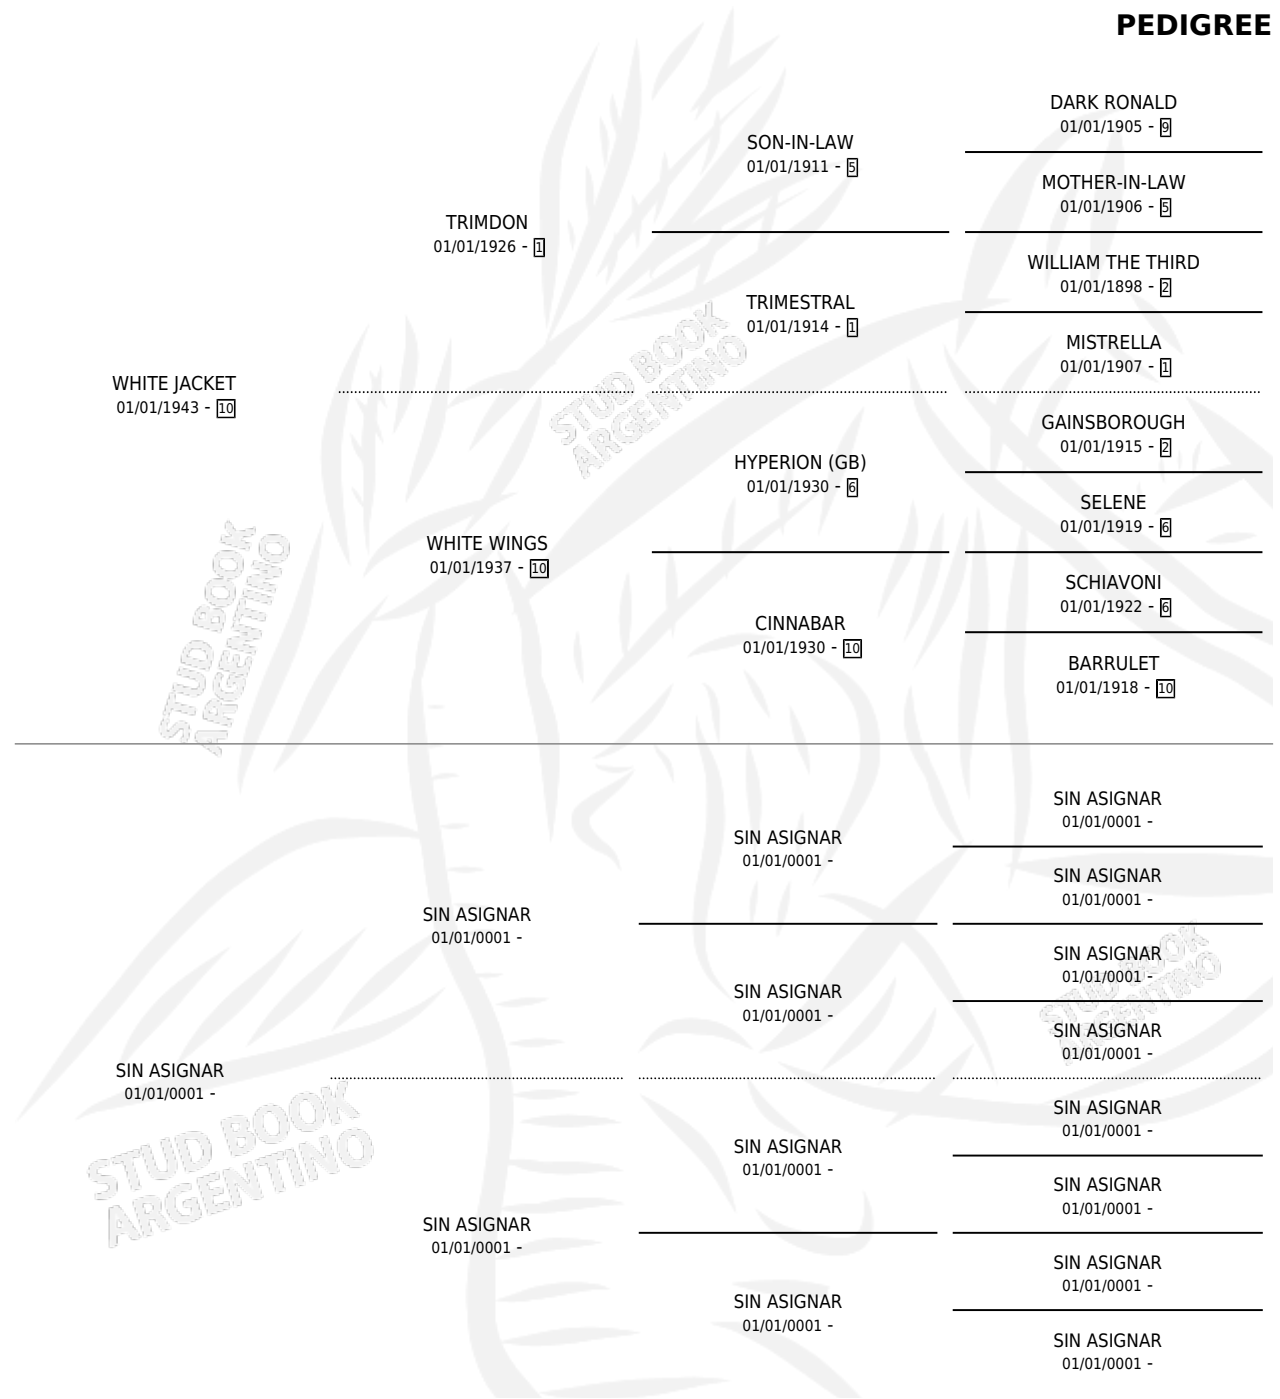 PEDIGREE
DARK RONALD
01/01/1905 - 9
SON-IN-LAW
01/01/1911 - 5
MOTHER-IN-LAW
01/01/1906 - 5
TRIMDON
01/01/1926 - 1
WILLIAM THE THIRD
01/01/1898 - 2
TRIMESTRAL
01/01/1914 - 1
MISTRELLA
01/01/1907 - 1
WHITE JACKET
01/01/1943 - 10
GAINSBOROUGH
01/01/1915 - 2
HYPERION (GB)
01/01/1930 - 6
SELENE
01/01/1919 - 6
WHITE WINGS
01/01/1937 - 10
SCHIAVONI
01/01/1922 - 6
CINNABAR
01/01/1930 - 10
BARRULET
01/01/1918 - 10
STUD BOOK
ARGENTINO
STUD BOOK
ARGENTINO
SIN ASIGNAR
01/01/0001 -
SIN ASIGNAR
01/01/0001 -
SIN ASIGNAR
01/01/0001 -
SIN ASIGNAR
01/01/0001 -
SIN ASIGNAR
01/01/0001 -
SIN ASIGNAR
01/01/0001 -
SIN ASIGNAR
01/01/0001 -
SIN ASIGNAR
01/01/0001 -
SIN ASIGNAR
01/01/0001 -
SIN ASIGNAR
01/01/0001 -
SIN ASIGNAR
01/01/0001 -
SIN ASIGNAR
01/01/0001 -
SIN ASIGNAR
01/01/0001 -
SIN ASIGNAR
01/01/0001 -
SIN ASIGNAR
01/01/0001 -
STUD BOOK
ARGENTINO
STUD BOOK
ARGENTINO